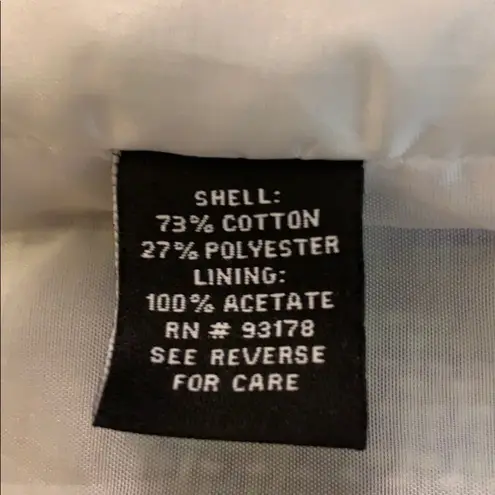 SHELL:
73% COTTON
27% POLYESTER
LINING:
100% ACETATE
RN # 93178
SEE REVERSE
FOR CARE